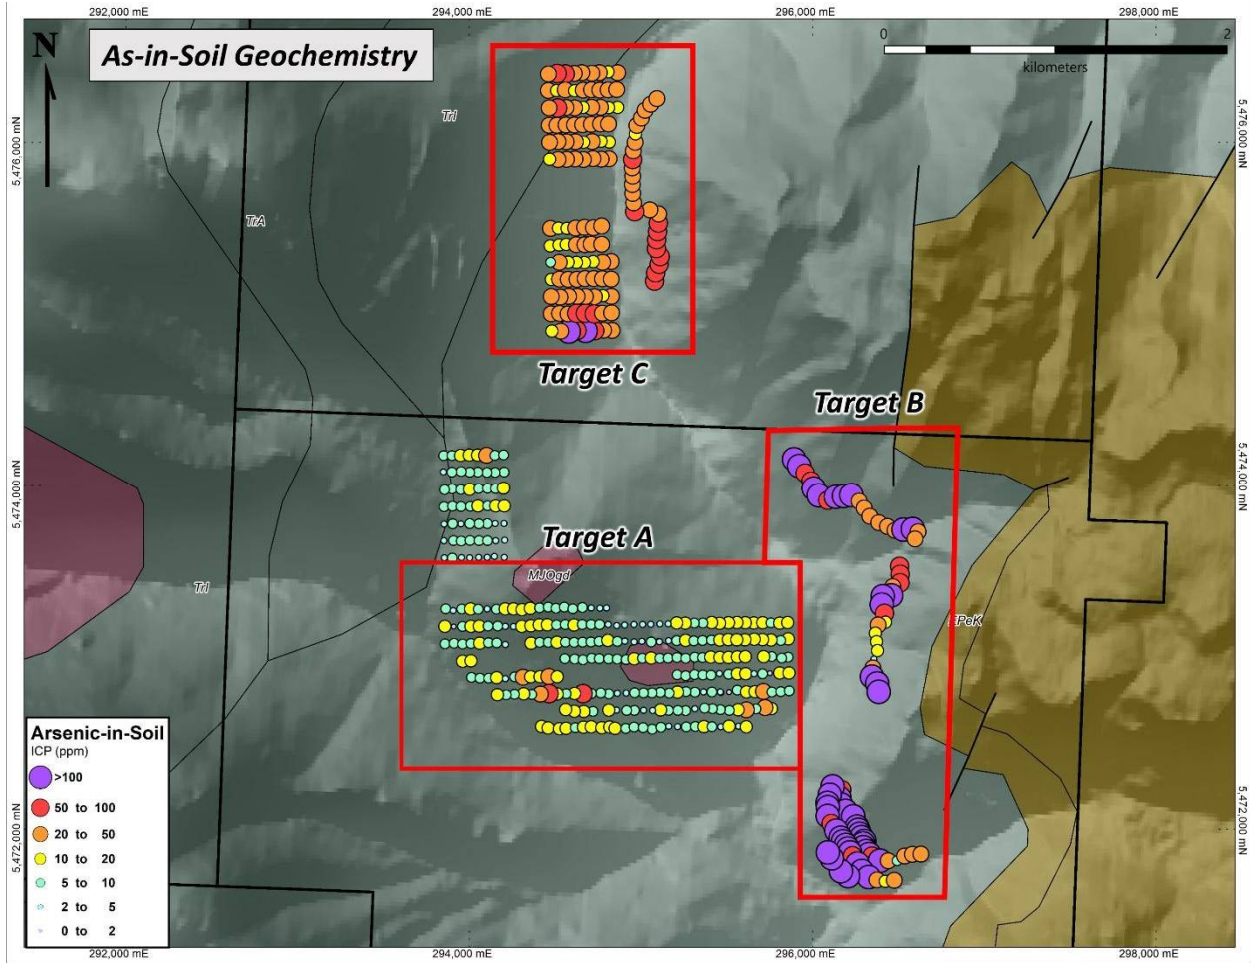 292,000 mE
294,000 mE
296,000 mE
298,000 mE
N
As-in-Soil Geochemistry
0
2
kilometers
TrI
5,476,000 mN
5,476,000 mN
TrA
Target C
Target B
5,474,000 mN
5,474,000 mN
Target A
MJOgd
TrI
PeK
Arsenic-in-Soil
ICP (ppm)
>100
50 to 100
20 to 50
10 to 20
5 to 10
2 to 5
0 to 2
5,472,000 mN
5,472,000 mN
292,000 mE
294,000 mE
296,000 mE
298,000 mE